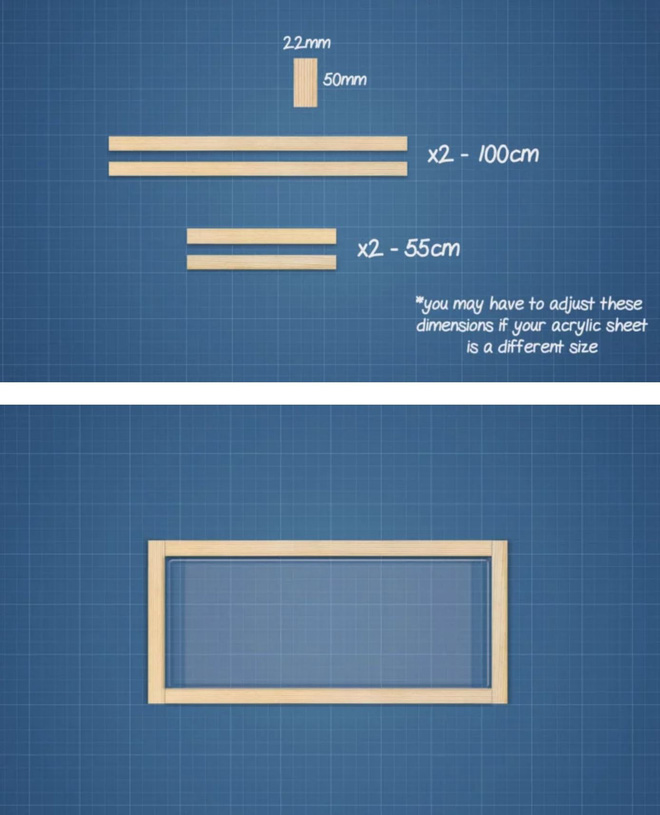 22mm
50mm
x2 - 100cm
x2 - 55cm
*you may have to adjust these
dimensions if your acrylic sheet
is a different size